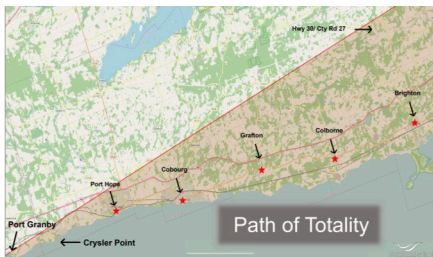 Hwy 30/ Cty Rd 27
Brighton
Colborne
Grafton
Cobourg
Port Hope
Port Granby
Crysler Point
Path of Totality